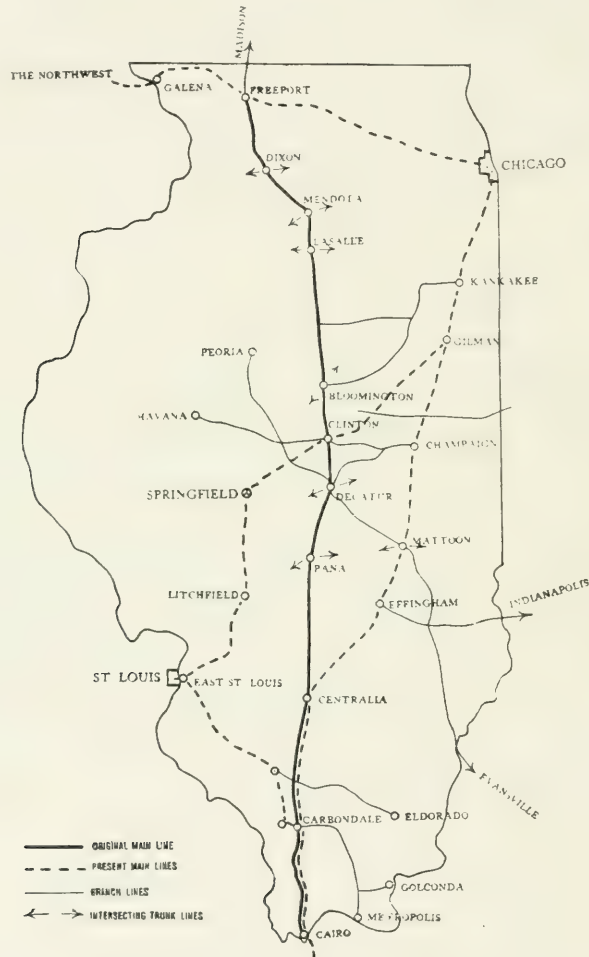 MADISON
THE NORTHWEST
GALENA
FREEPORT
DIXON
CHICAGO
MENDOTA
LASALLE
KANKAKEE
GILMAN
PEORIA
BLOOMINGTON
HAVANA
CLINTON
CHAMPAIGN
SPRINGFIELD
DECATUR
MATTOON
PANA
LITCHFIELD
EFFINGHAM
INDIANAPOLIS
ST LOUIS
EAST ST LOUIS
CENTRALIA
EVANSVILLE
CARBONDALE
ELDORADO
ORIGINAL MAIN LINE
PRESENT MAIN LINES
BRANCH LINES
INTERSECTING TRUNK LINES
GOLCONDA
METROPOLIS
CAIRO